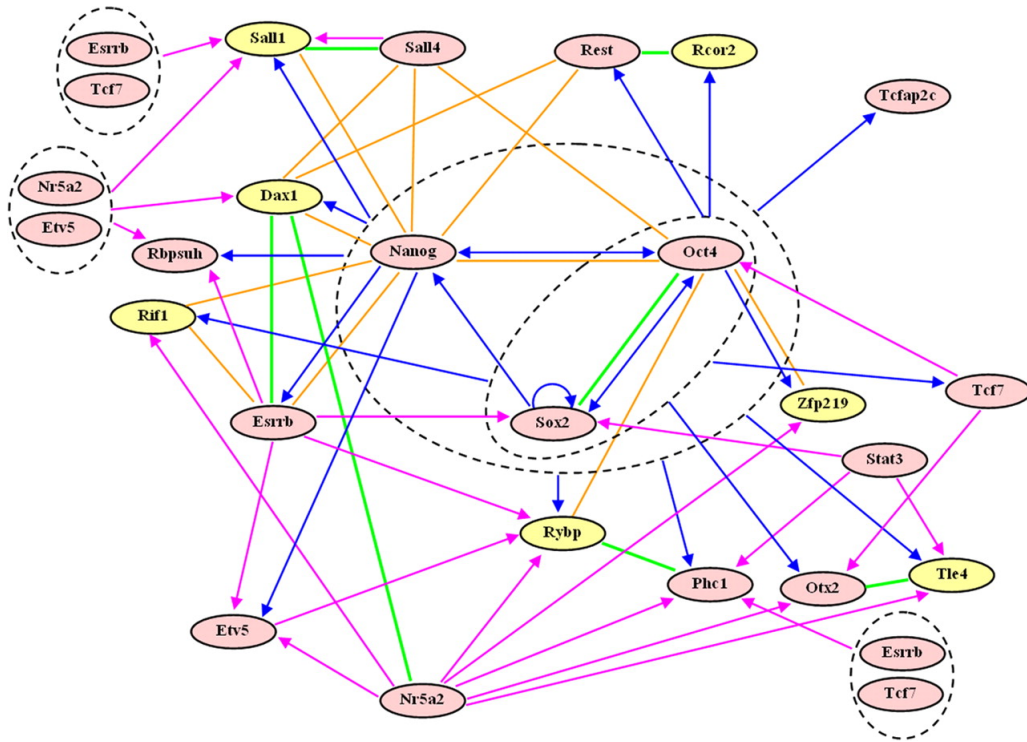 Esrrb
Sall1
Sall4
Rest
Rcor2
Tcf7
Tcfap2c
Nr5a2
Dax1
Etv5
Rbpsuh
Nanog
Oct4
Rif1
Esrrb
Sox2
Zfp219
Tcf7
Stat3
Rybp
Phc1
Otx2
Tle4
Etv5
Nr5a2
Esrrb
Tcf7